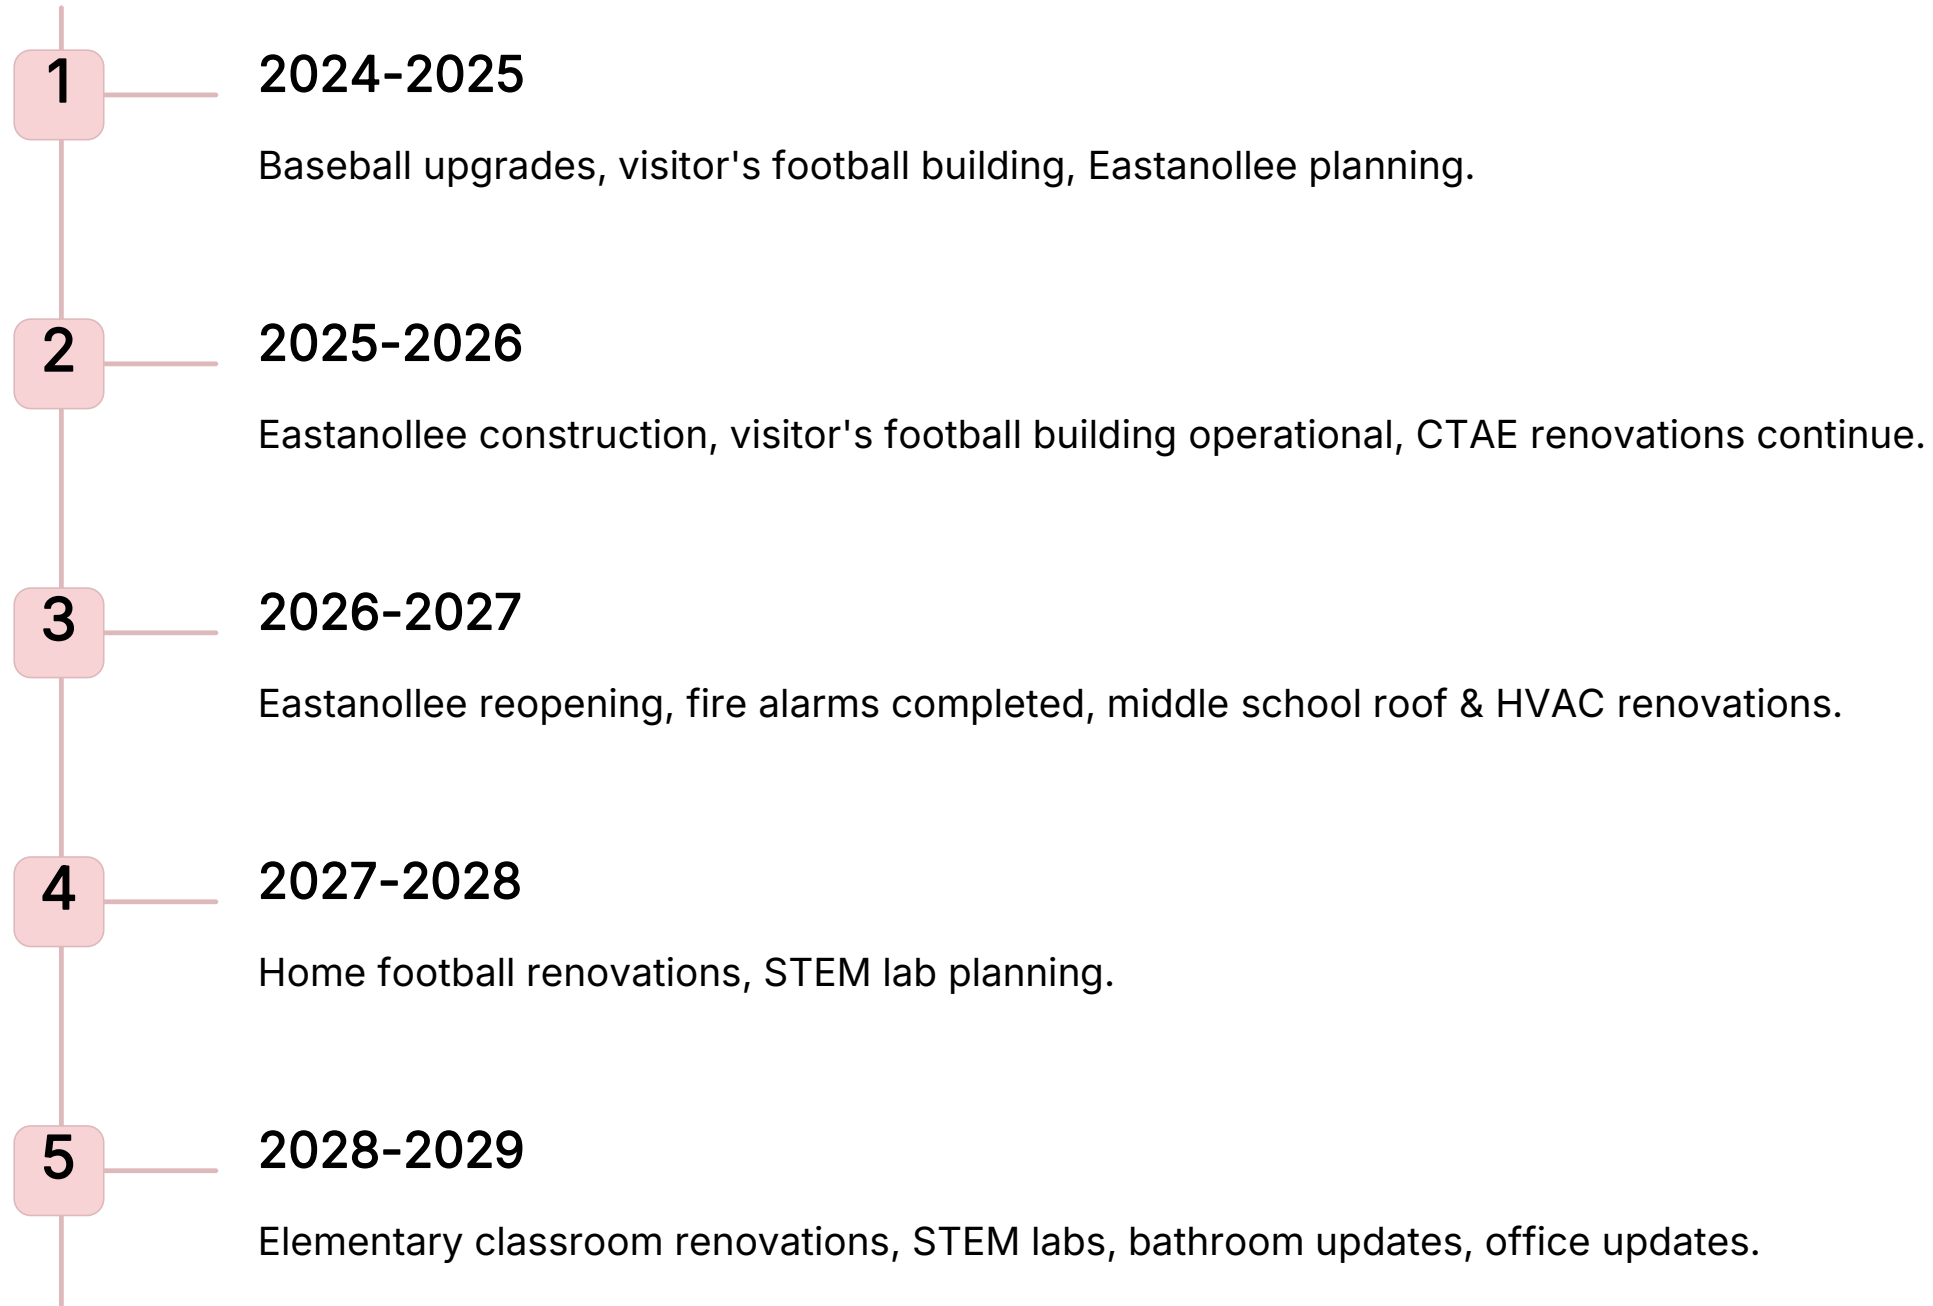 1
2024-2025
Baseball upgrades, visitor's football building, Eastanollee planning.
2
2025-2026
Eastanollee construction, visitor's football building operational, CTAE renovations continue.
3
2026-2027
Eastanollee reopening, fire alarms completed, middle school roof & HVAC renovations.
4
2027-2028
Home football renovations, STEM lab planning.
5
2028-2029
Elementary classroom renovations, STEM labs, bathroom updates, office updates.